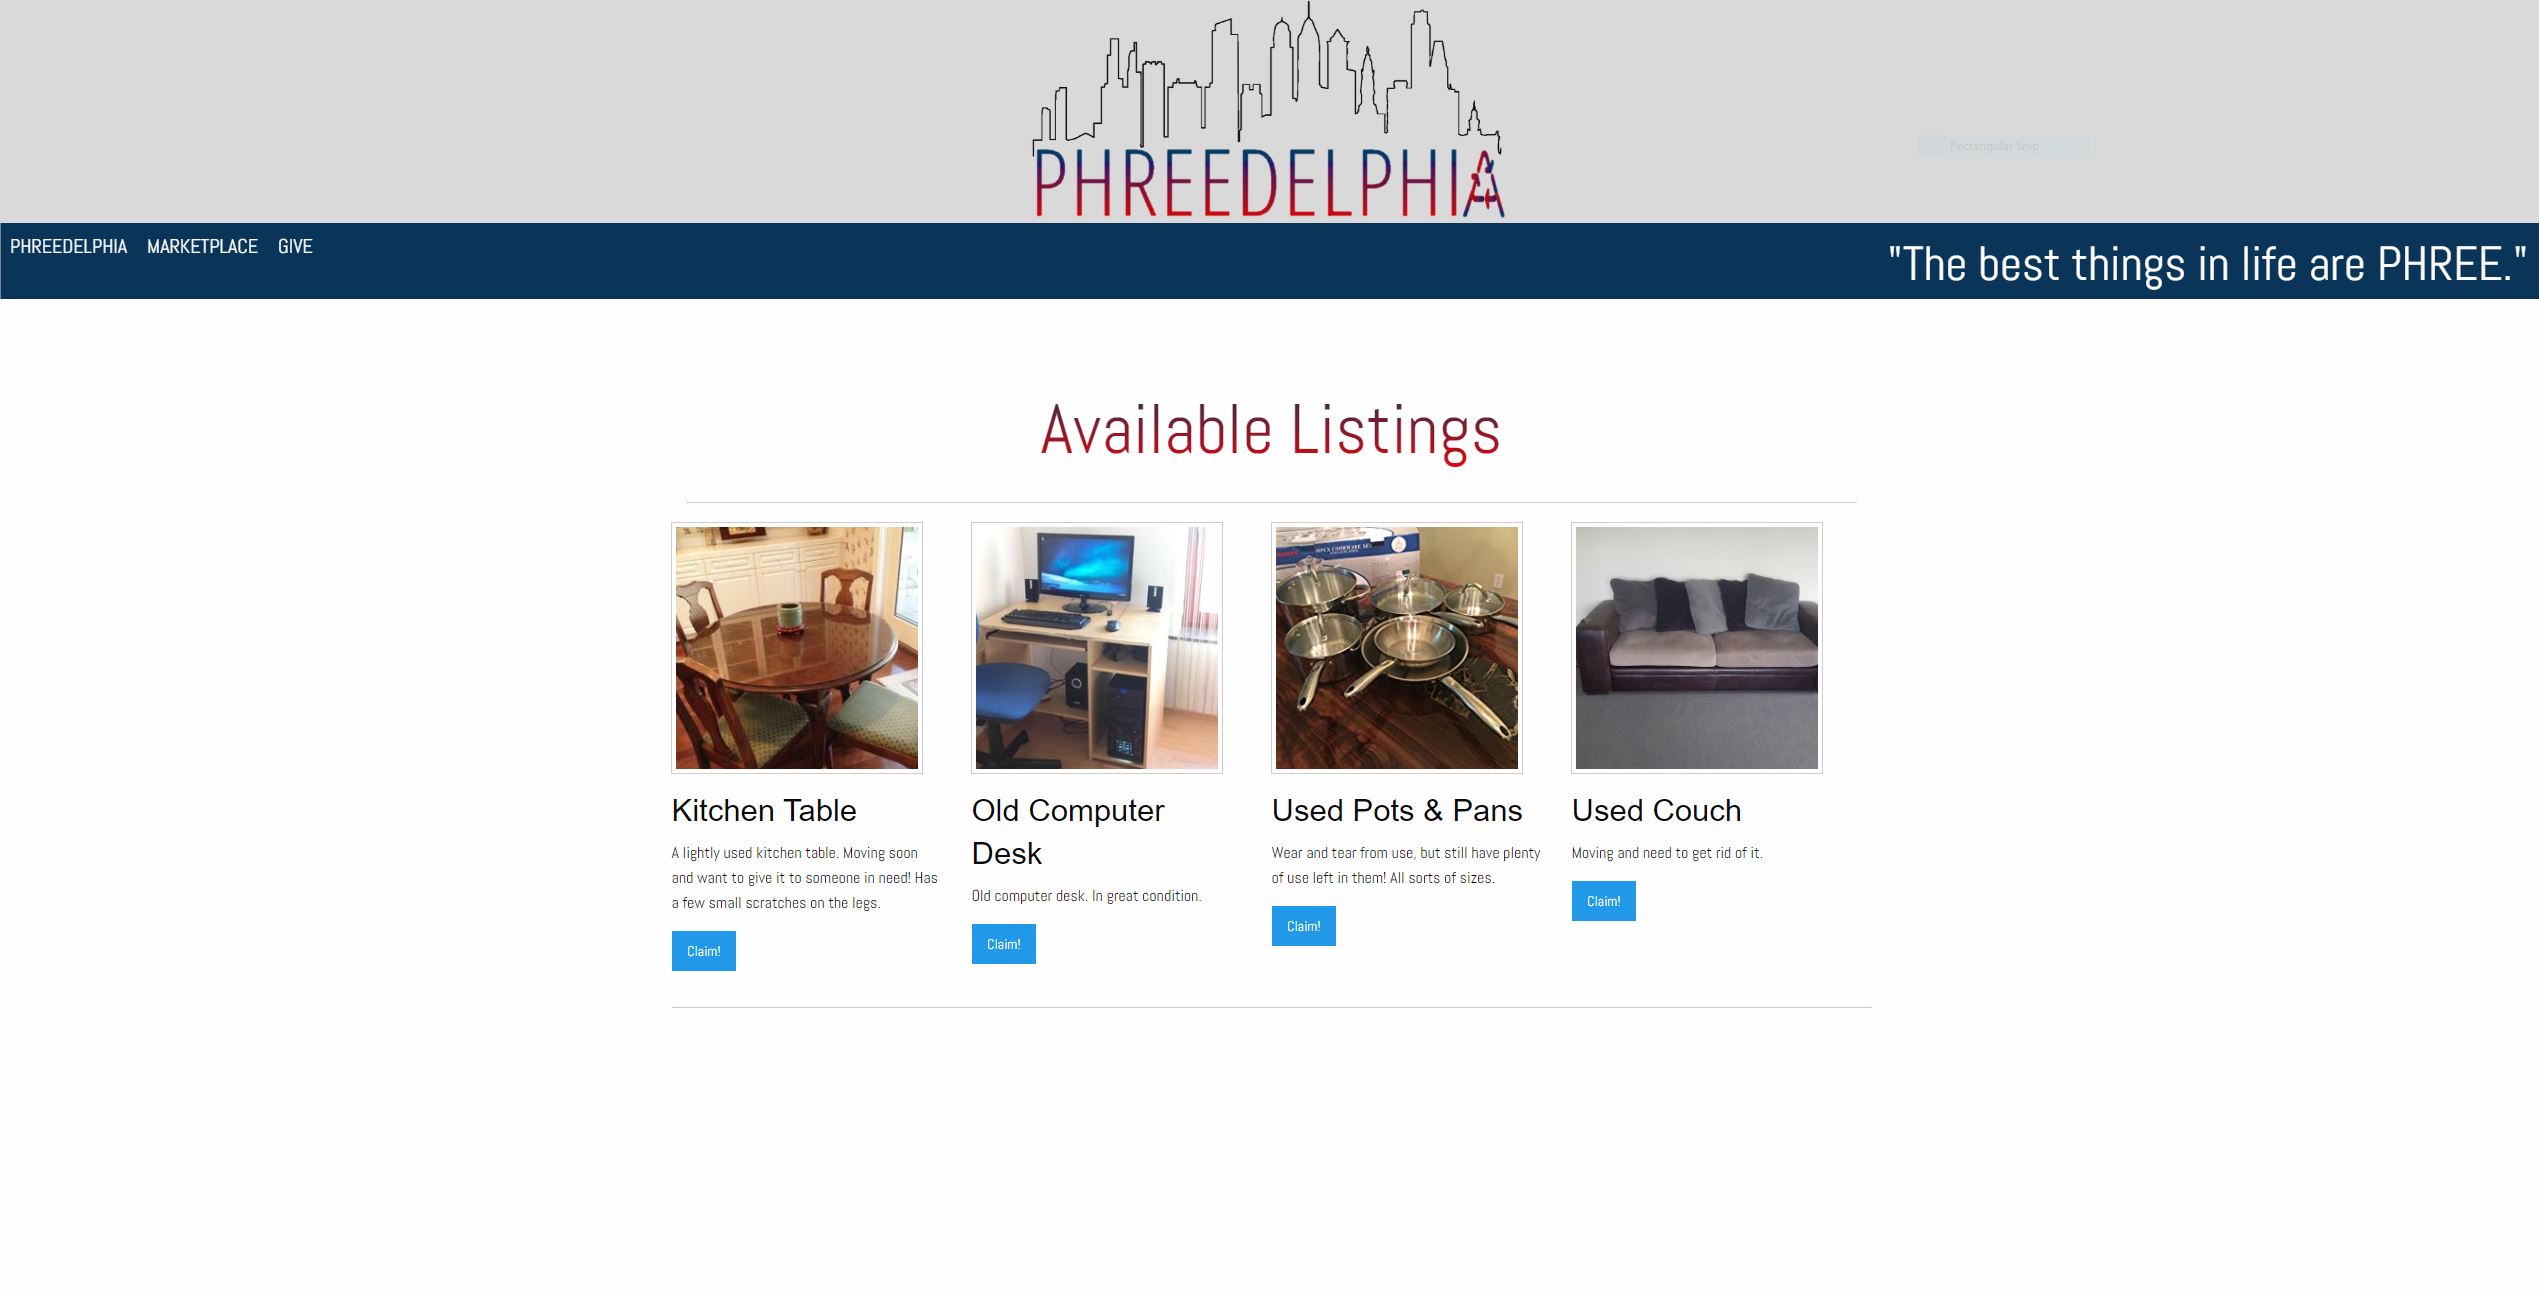 PHREEDELPHIA
Rectangular Snip
PHREEDELPHIA MARKETPLACE GIVE
"The best things in life are PHREE."
Available Listings
Kitchen Table
A lightly used kitchen table. Moving soon
and want to give it to someone in need! Has
a few small scratches on the legs.
Claim!
Old Computer
Desk
Old computer desk. In great condition.
Claim!
Used Pots & Pans
Wear and tear from use, but still have plenty
of use left in them! All sorts of sizes.
Claim!
Used Couch
Moving and need to get rid of it.
Claim!